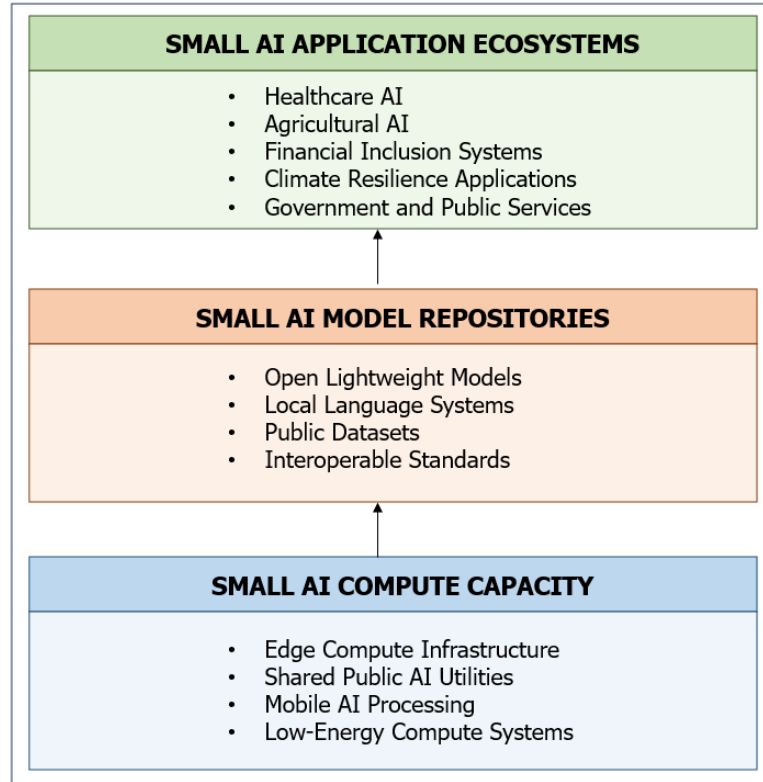 SMALL AI APPLICATION ECOSYSTEMS
• Healthcare AI
• Agricultural AI
• Financial Inclusion Systems
• Climate Resilience Applications
• Government and Public Services
SMALL AI MODEL REPOSITORIES
• Open Lightweight Models
• Local Language Systems
• Public Datasets
• Interoperable Standards
SMALL AI COMPUTE CAPACITY
• Edge Compute Infrastructure
• Shared Public AI Utilities
• Mobile AI Processing
• Low-Energy Compute Systems